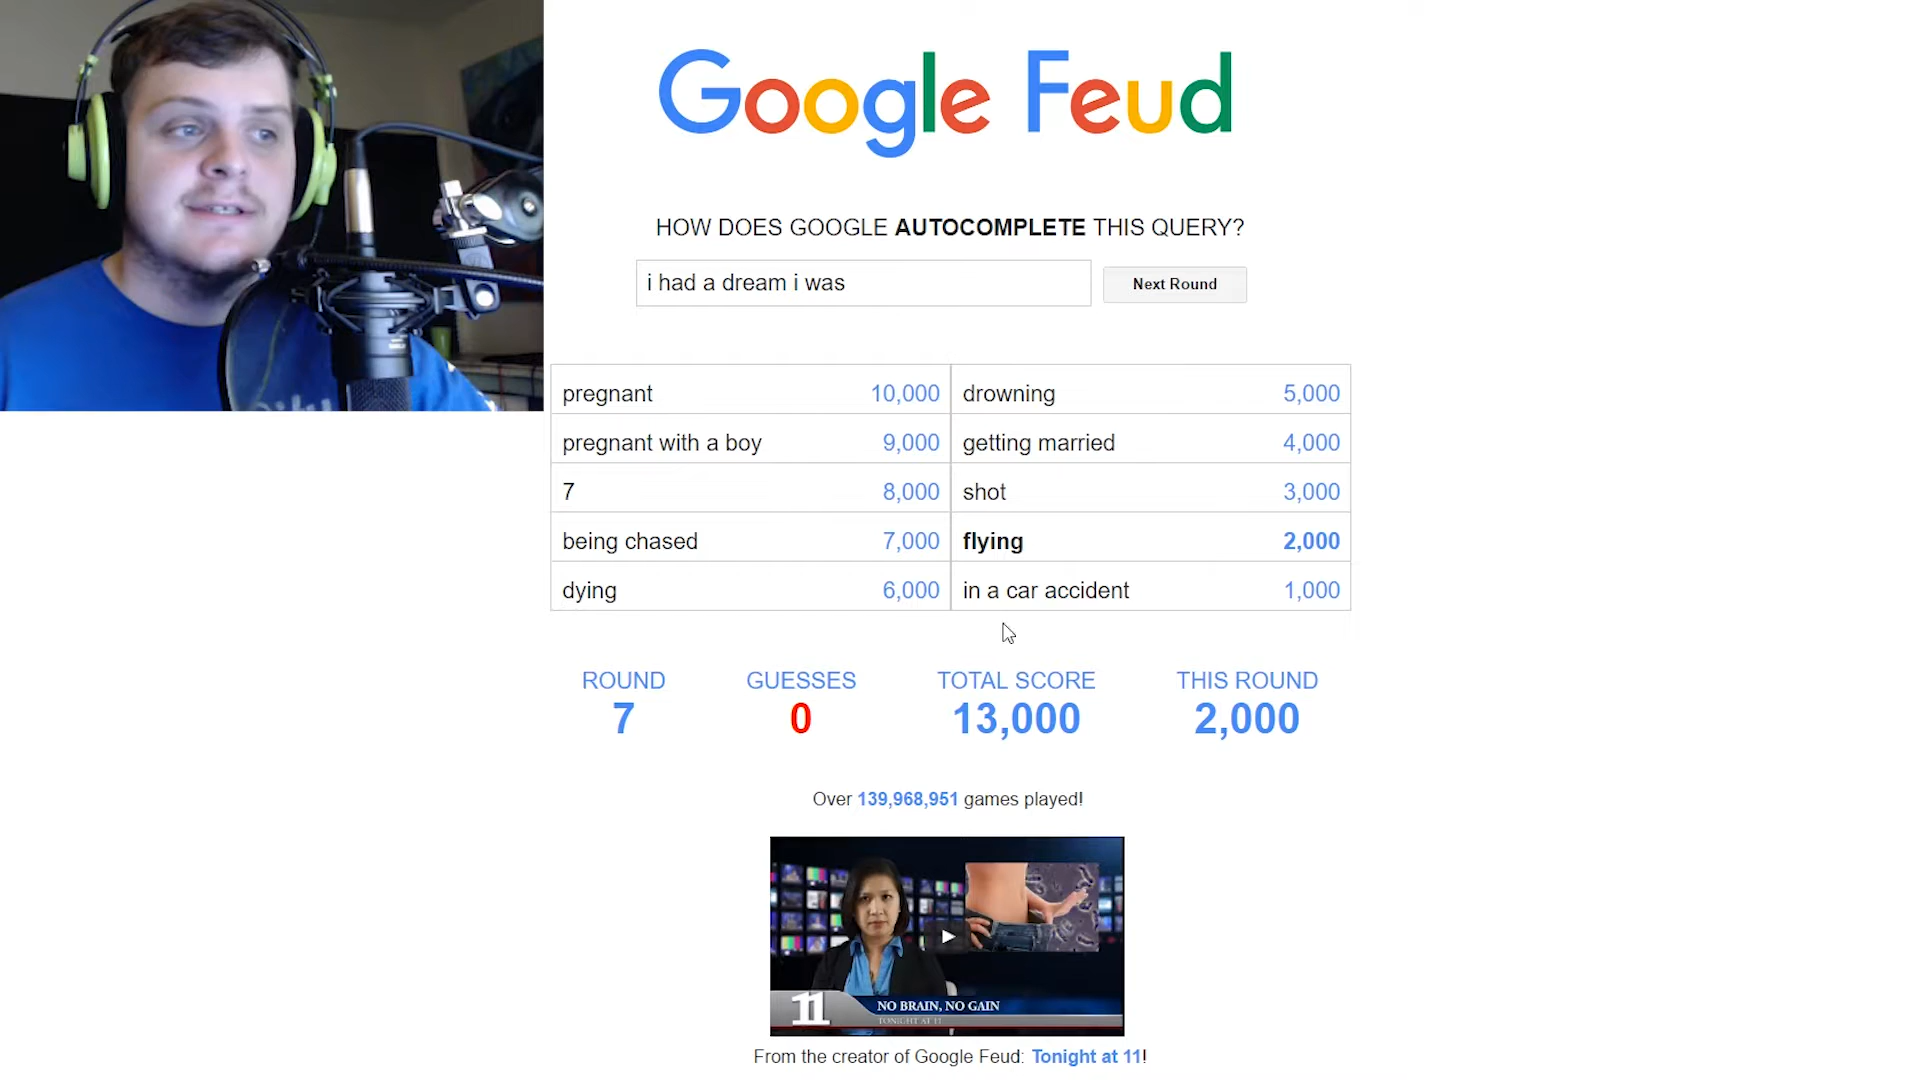 Google Feud
HOW DOES GOOGLE AUTOCOMPLETE THIS QUERY?
i had a dream i was
Next Round
pregnant 10,000 drowning 5,000
pregnant with a boy 9,000 getting married 4,000
7 8,000 shot 3,000
being chased 7,000 flying 2,000
dying 6,000 in a car accident 1,000
ROUND GUESSES TOTAL SCORE THIS ROUND
7 0 13,000 2,000
Over 139,968,951 games played!
11 NO BRAIN, NO GAIN
TONIGHT AT 11
From the creator of Google Feud: Tonight at 11!